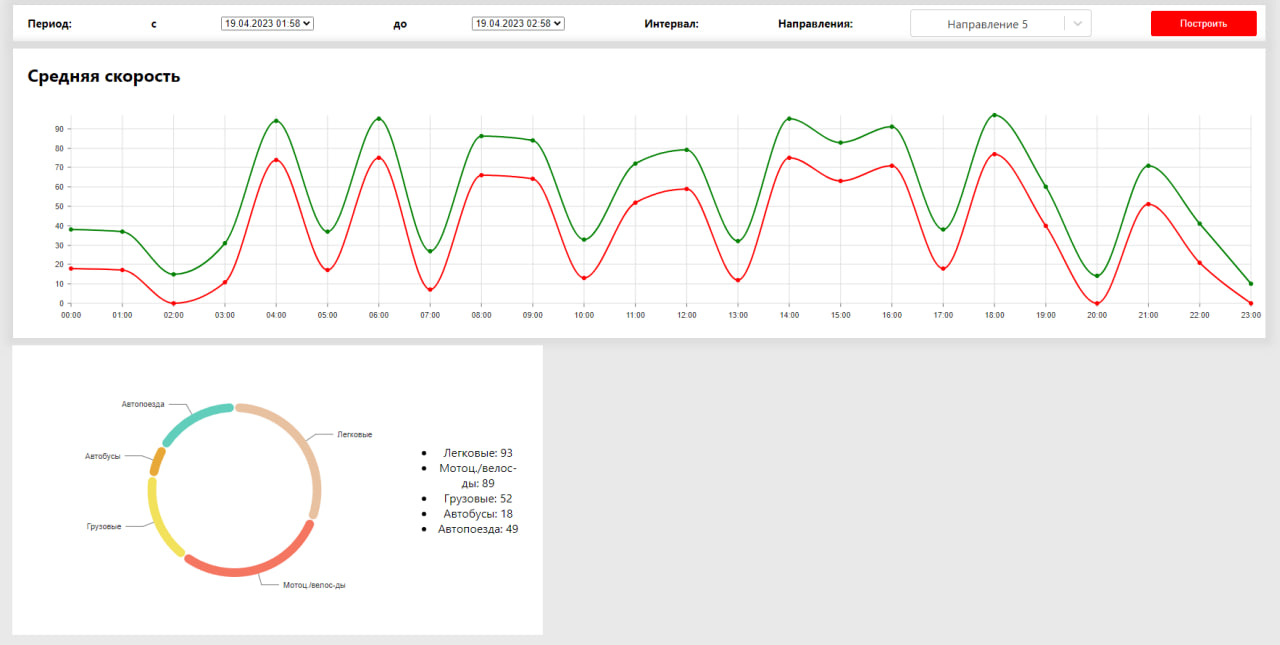 Период: с 19.04.2023 01:58 до 19.04.2023 02:58 Интервал: Направления: Направление 5 Построить
Средняя скорость
90
80
70
60
50
40
30
20
10
0
00:00 01:00 02:00 03:00 04:00 05:00 06:00 07:00 08:00 09:00 10:00 11:00 12:00 13:00 14:00 15:00 16:00 17:00 18:00 19:00 20:00 21:00 22:00 23:00
Автопоезда
Легковые
Автобусы
Грузовые
Мотоц./велос-ды
Легковые: 93
Мотоц./велос-
ды: 89
Грузовые: 52
Автобусы: 18
Автопоезда: 49